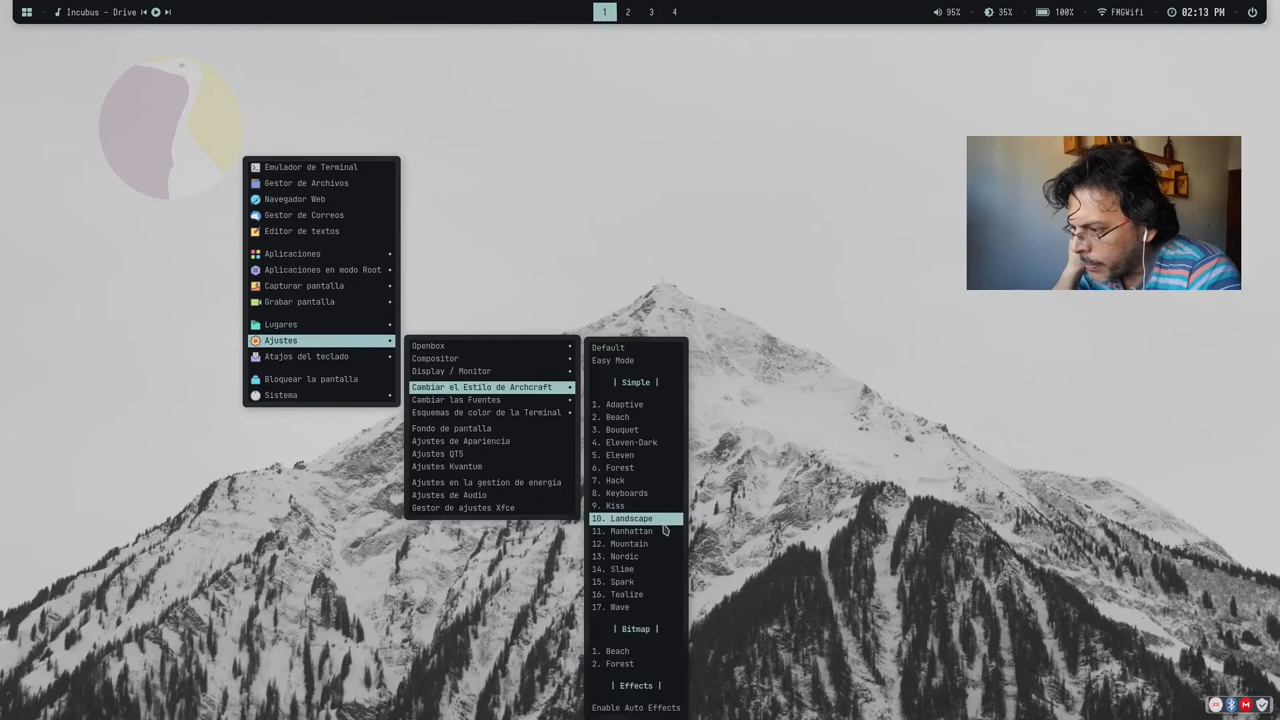 Incubus - Drive
1 2 3 4
95% 35% 100% FMGWifi 02:13 PM
Emulador de Terminal
Gestor de Archivos
Navegador Web
Gestor de Correos
Editor de textos
Aplicaciones
Aplicaciones en modo Root
Capturar pantalla
Grabar pantalla
Lugares
Ajustes
Atajos del teclado
Bloquear la pantalla
Sistema
Openbox
Compositor
Display / Monitor
Cambiar el Estilo de Archcraft
Cambiar las Fuentes
Esquemas de color de la Terminal
Fondo de pantalla
Ajustes de Apariencia
Ajustes QT5
Ajustes Kvantum
Ajustes en la gestion de energía
Ajustes de Audio
Gestor de ajustes Xfce
Default
Easy Mode
| Simple |
1. Adaptive
2. Beach
3. Bouquet
4. Eleven-Dark
5. Eleven
6. Forest
7. Hack
8. Keyboards
9. Kiss
10. Landscape
11. Manhattan
12. Mountain
13. Nordic
14. Slime
15. Spark
16. Tealize
17. Wave
| Bitmap |
1. Beach
2. Forest
| Effects |
Enable Auto Effects